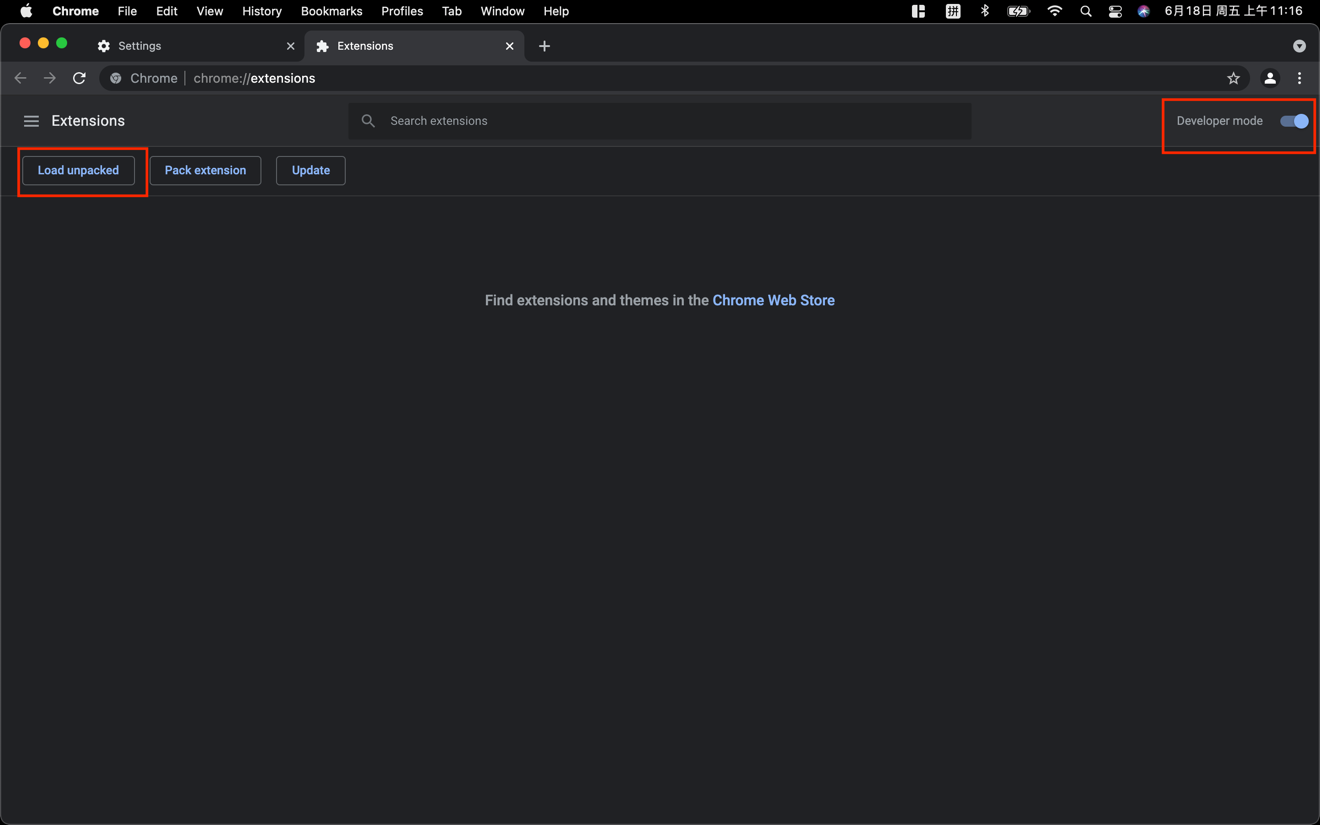 Chrome File Edit View History Bookmarks Profiles Tab Window Help 拼 6月18日 周五 上午11:16
Settings Extensions
Chrome chrome://extensions
Extensions Search extensions Developer mode
Load unpacked Pack extension Update
Find extensions and themes in the Chrome Web Store